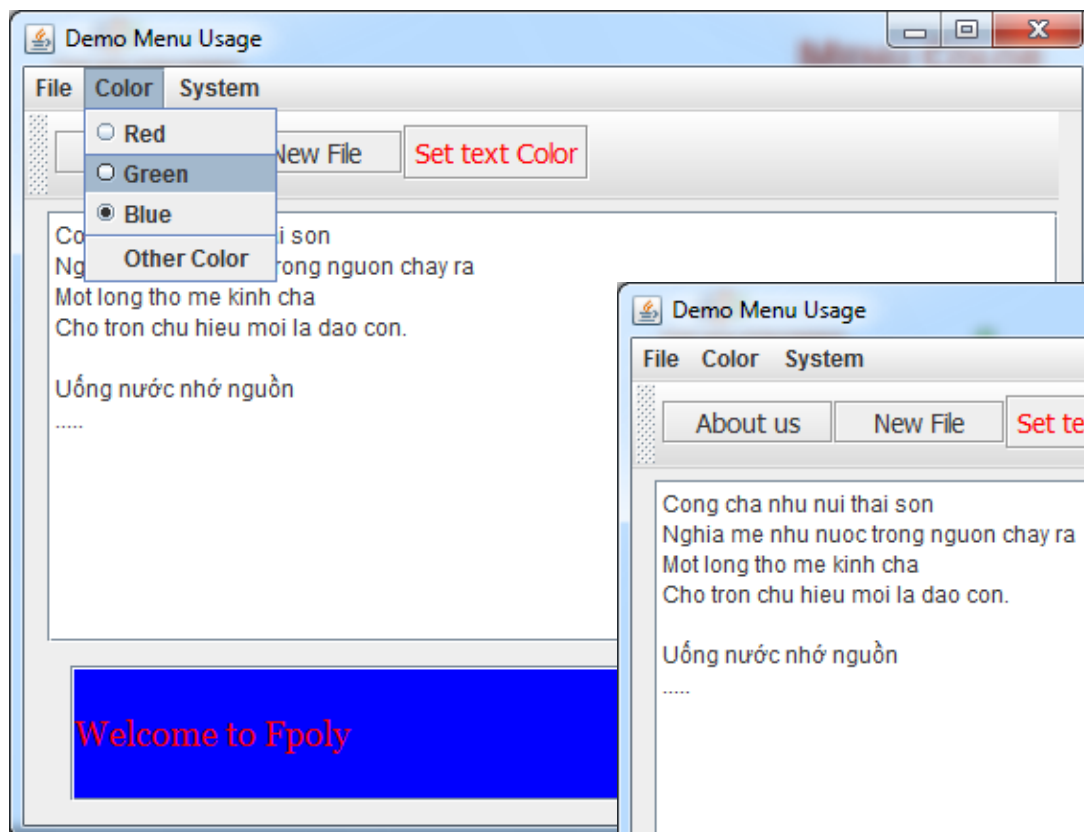 Demo Menu Usage
File Color System
Red
Green
Blue
Other Color
New File
Set text Color
Co
i son
Ng
rong nguon chay ra
Mot long tho me kinh cha
Cho tron chu hieu moi la dao con.
Uống nước nhớ nguồn
.....
Welcome to Fpoly
Demo Menu Usage
File Color System
About us
New File
Set te
Cong cha nhu nui thai son
Nghia me nhu nuoc trong nguon chay ra
Mot long tho me kinh cha
Cho tron chu hieu moi la dao con.
Uống nước nhớ nguồn
.....